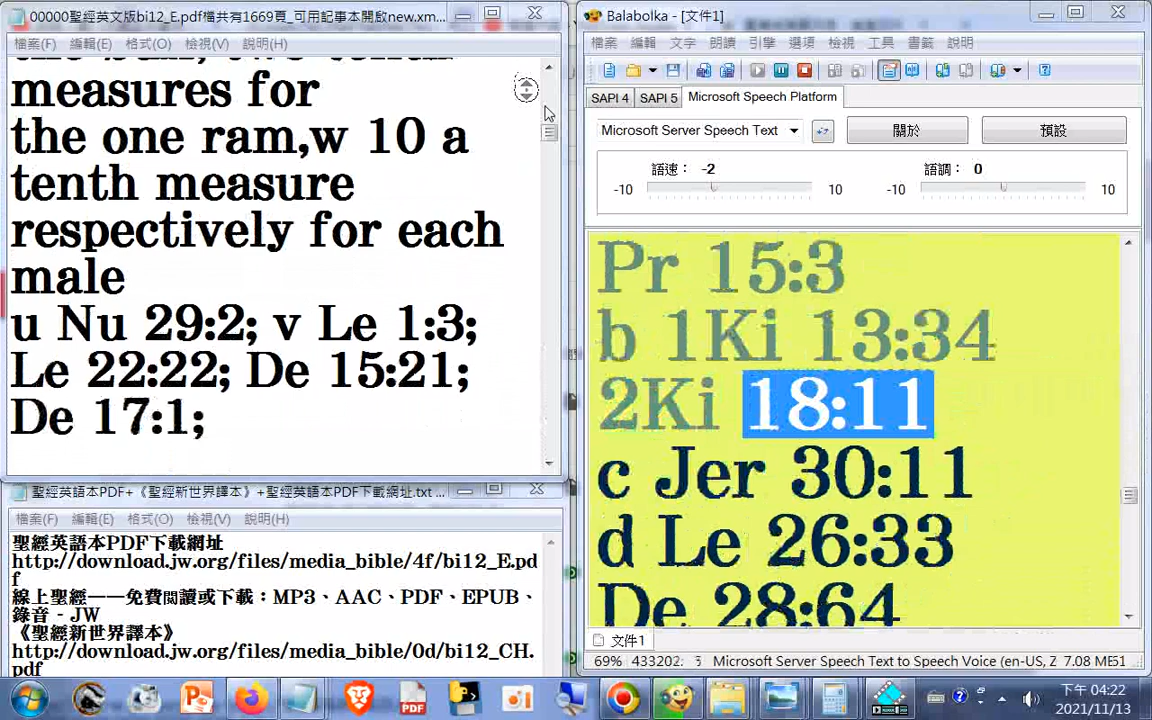 00000聖經英文版bi12_E.pdf檔共有1669頁_可用記事本開啟new.xm...
檔案(F) 編輯(E) 格式(O) 檢視(V) 說明(H)
measures for
the one ram,w 10 a
tenth measure
respectively for each
male
u Nu 29:2; v Le 1:3;
Le 22:22; De 15:21;
De 17:1;
聖經英語本PDF+《聖經新世界譯本》+聖經英語本PDF下載網址.txt ...
檔案(F) 編輯(E) 格式(O) 檢視(V) 說明(H)
聖經英語本PDF下載網址
http://download.jw.org/files/media_bible/4f/bi12_E.pd
f
線上聖經──免費閱讀或下載：MP3、AAC、PDF、EPUB、
錄音 - JW
《聖經新世界譯本》
http://download.jw.org/files/media_bible/0d/bi12_CH.
pdf
Balabolka - [文件1]
檔案 編輯 文字 朗讀 引擎 選項 檢視 工具 書籤 說明
SAPI 4 SAPI 5 Microsoft Speech Platform
Microsoft Server Speech Text 關於 預設
語速： -2 語調： 0
-10 10 -10 10
Pr 15:3
b 1Ki 13:34
2Ki 18:11
c Jer 30:11
d Le 26:33
De 28:64
文件1
69% 433202: Microsoft Server Speech Text to Speech Voice (en-US, Z 7.08 ME51
下午 04:22
2021/11/13